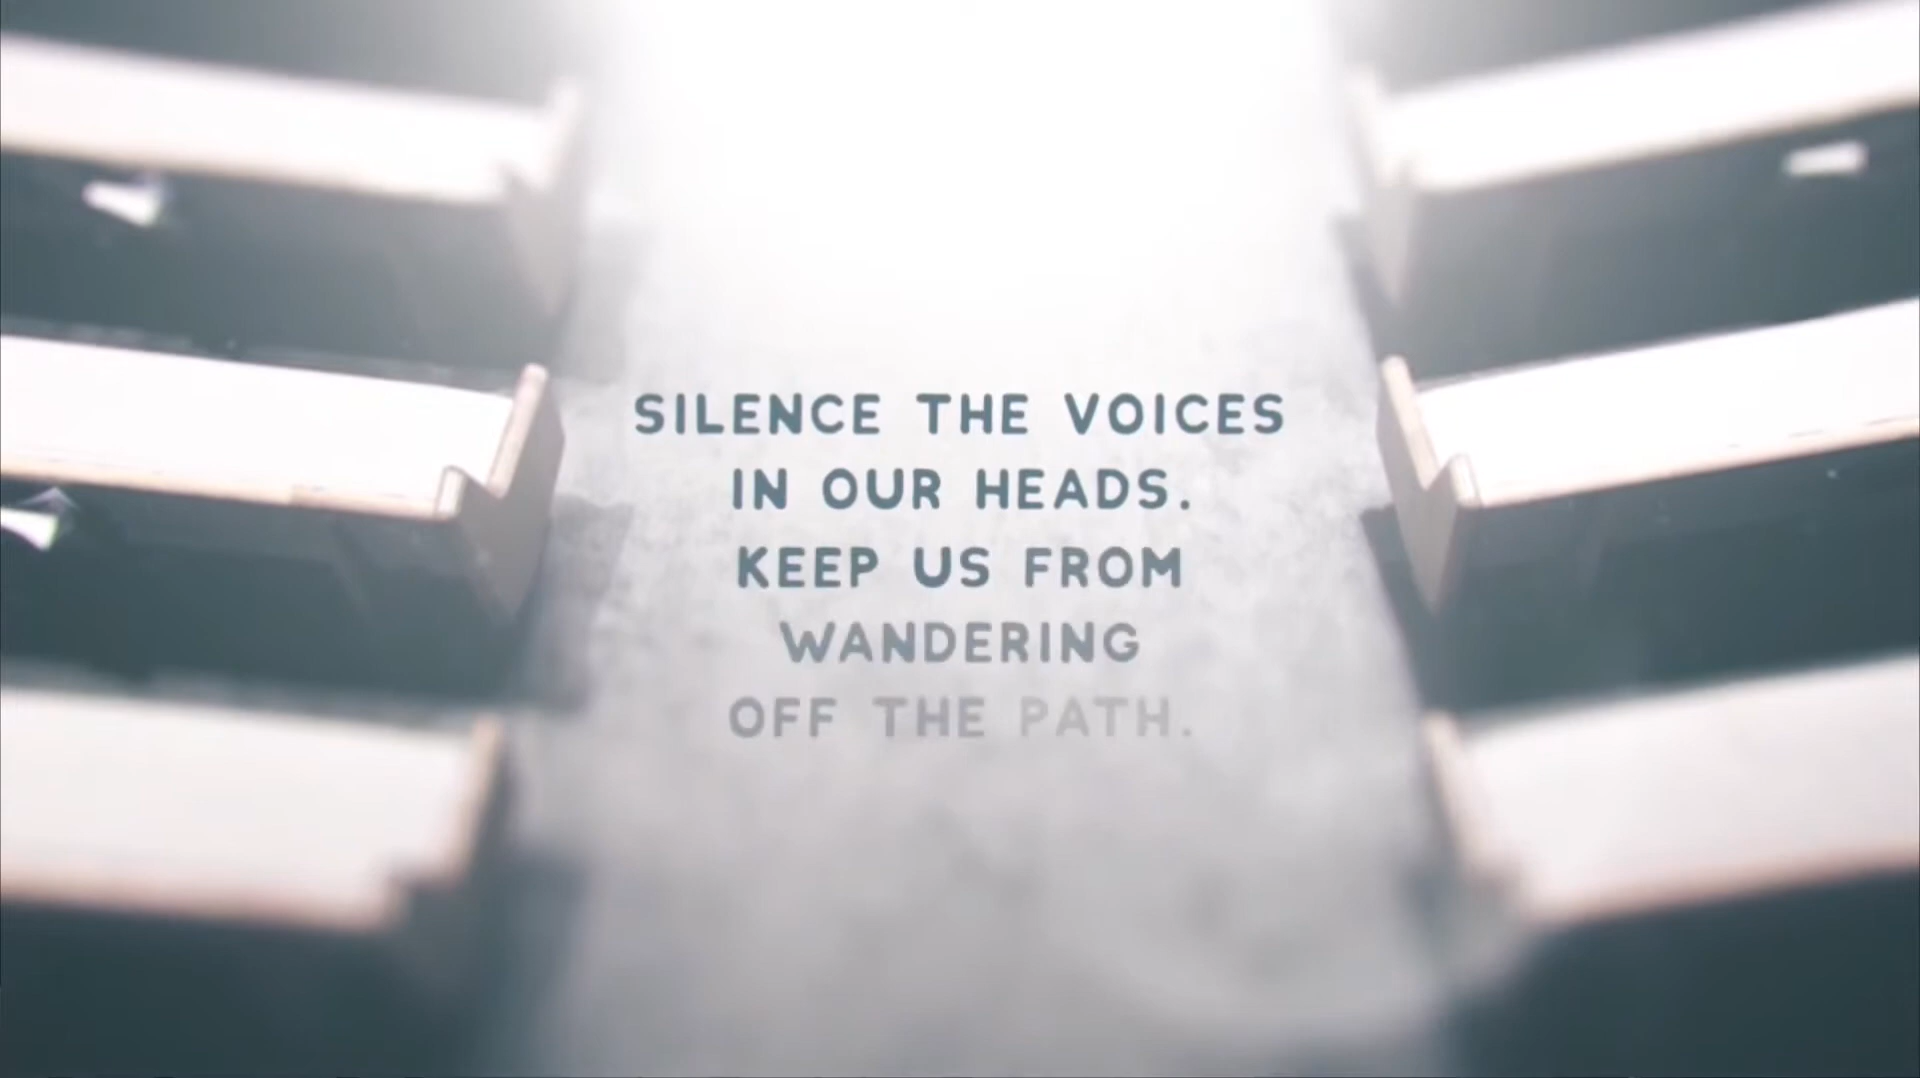 SILENCE THE VOICES
IN OUR HEADS.
KEEP US FROM
WANDERING
OFF THE PATH.